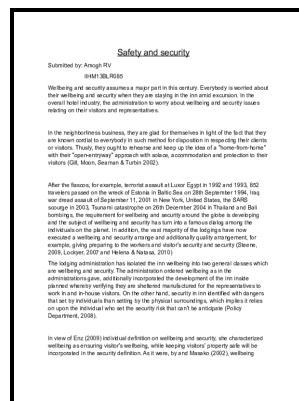 Safety and security
Submitted by: Amogh RV
IIHM13BLR085
Wellbeing and security assumes a major part in this century. Everybody is worried about
their wellbeing and security when they are staying in the inn amid excursion. In the
overall hotel industry, the administration to worry about wellbeing and security issues
relating on their visitors and representatives.
In the neighborliness business, they are glad for themselves in light of the fact that they
are known cordial to everybody in such method for disposition in respecting their clients
or visitors. Thusly, they ought to rehearse and keep up the idea of a "home-from-home"
with their "open-entryway" approach with solace, accommodation and protection to their
visitors (Gill, Moon, Seaman & Turbin 2002).
After the fiascos, for example, terrorist assault at Luxor Egypt in 1992 and 1993, 852
travelers passed on the wreck of Estonia in Baltic Sea on 28th September 1994, Iraq
war dread assault of September 11, 2001 in New York, United States, the SARS
scourge in 2003, Tsunami catastrophe on 26th December 2004 in Thailand and Bali
bombings, the requirement for wellbeing and security around the globe is developing
and the subject of wellbeing and security has turn into a famous dialog among the
individuals on the planet. In addition, the vast majority of the lodgings have now
executed a wellbeing and security arrange and additional quality arrangement, for
example, giving preparing to the workers and visitor's security and security (Steene,
2009, Lockyer, 2007 and Helena & Natasa, 2010)
The lodging administration has isolated the inn wellbeing into two general classes which
are wellbeing and security. The administration ordered wellbeing as in the
administrations gave, additionally incorporated the development of the inn inside
planned whereby verifying they are sheltered manufactured for the representatives to
work in and in-house visitors. On the other hand, security in inn identified with dangers
that set by individuals than setting by the physical surroundings, which implies it relies
on upon the individual who set the security risk that can't be anticipate (Policy
Department, 2008).
In view of Enz (2009) individual definition on wellbeing and security, she characterized
wellbeing as ensuring visitor's wellbeing, while keeping visitors' property safe will be
incorporated in the security definition. As it were, by and Masako (2002), wellbeing